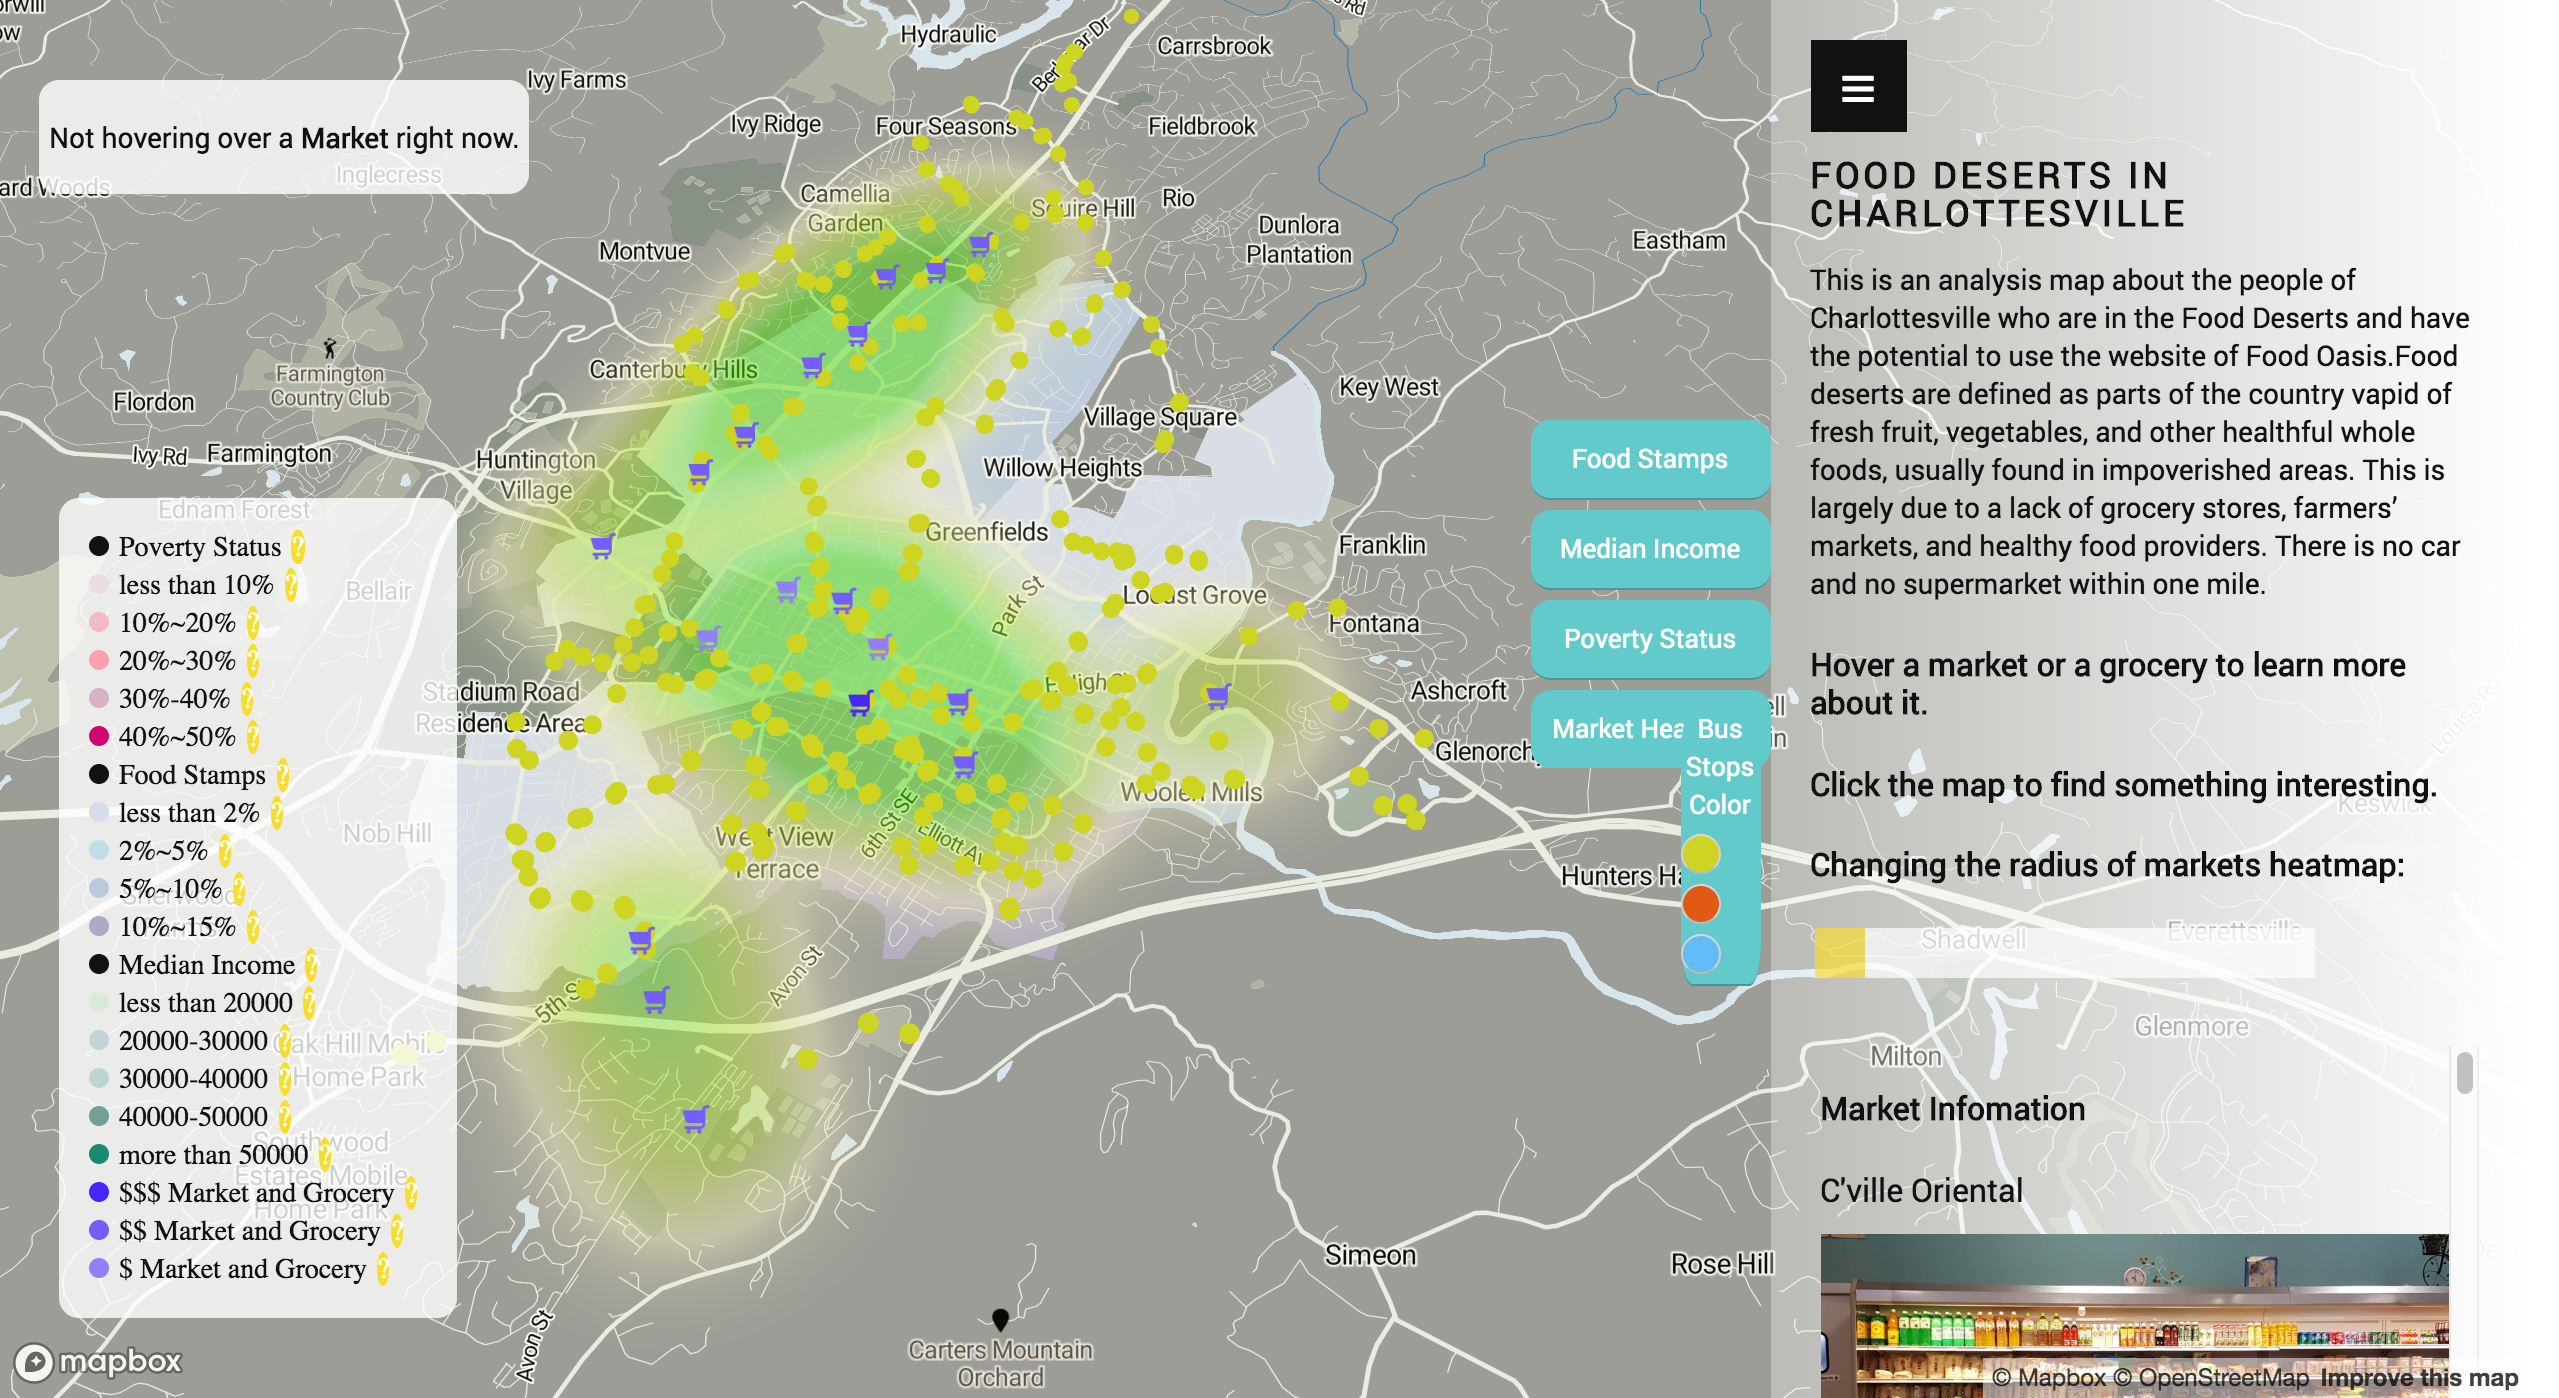 Not hovering over a Market right now.
Poverty Status ?
less than 10% ?
10%~20% ?
20%~30% ?
30%-40% ?
40%~50% ?
Food Stamps ?
less than 2% ?
2%~5% ?
5%~10% ?
10%~15% ?
Median Income ?
less than 20000 ?
20000-30000 ?
30000-40000 ?
40000-50000 ?
more than 50000 ?
$$$ Market and Grocery ?
$$ Market and Grocery ?
$ Market and Grocery ?
mapbox
Hydraulic
Carrsbrook
Ivy Farms
Ivy Ridge
Four Seasons
Fieldbrook
Inglecress
Camellia
Garden
Squire Hill
Rio
Dunlora
Plantation
Eastham
Montvue
Farmington
Country Club
Canterbury Hills
Key West
Flordon
Village Square
Ivy Rd
Farmington
Huntington
Village
Willow Heights
Ednam Forest
Greenfields
Franklin
Bellair
Park St
Locust Grove
Fontana
Stadium Road
Residence Area
E High St
Ashcroft
Nob Hill
Woolen Mills
West View
Terrace
6th St SE
Elliott Av
Hunters Ha
Sherwood
5th S
Avon St
Oak Hill Mobile
Home Park
Southwood
Estates Mobile
Home Park
Avon St
Simeon
Rose Hill
Carters Mountain
Orchard
Food Stamps
Median Income
Poverty Status
Market Hea
Bus
Stops
Color
FOOD DESERTS IN
CHARLOTTESVILLE
This is an analysis map about the people of
Charlottesville who are in the Food Deserts and have
the potential to use the website of Food Oasis.Food
deserts are defined as parts of the country vapid of
fresh fruit, vegetables, and other healthful whole
foods, usually found in impoverished areas. This is
largely due to a lack of grocery stores, farmers’
markets, and healthy food providers. There is no car
and no supermarket within one mile.
Hover a market or a grocery to learn more
about it.
Click the map to find something interesting.
Changing the radius of markets heatmap:
Louisa Rd
Keswick
Shadwell
Everettsville
Glenmore
Milton
Market Infomation
C'ville Oriental
© Mapbox © OpenStreetMap Improve this map